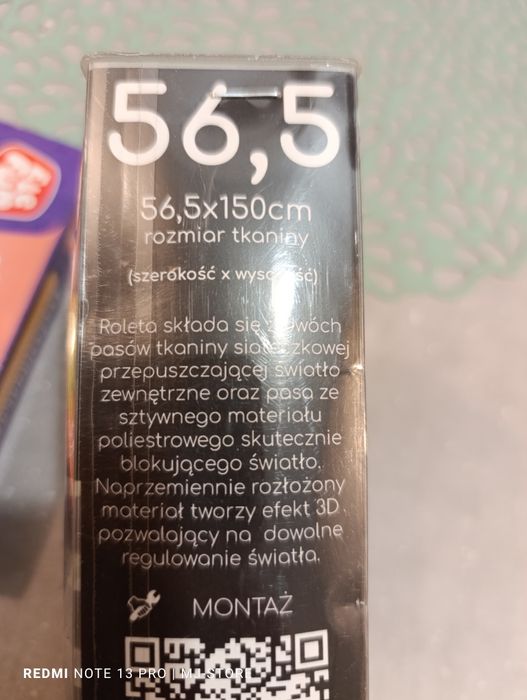 56,5
56,5x150cm
rozmiar tkaniny
(szerokość x wysokość)
Roleta składa się z dwóch
pasów tkaniny siateczkowej
przepuszczającej światło
zewnętrzne oraz pasa ze
sztywnego materiału
poliestrowego skutecznie
blokującego światło.
Naprzemiennie rozłożony
materiał tworzy efekt 3D
pozwalający na dowolne
regulowanie światła.
MONTAŻ
REDMI NOTE 13 PRO | M1 STORE